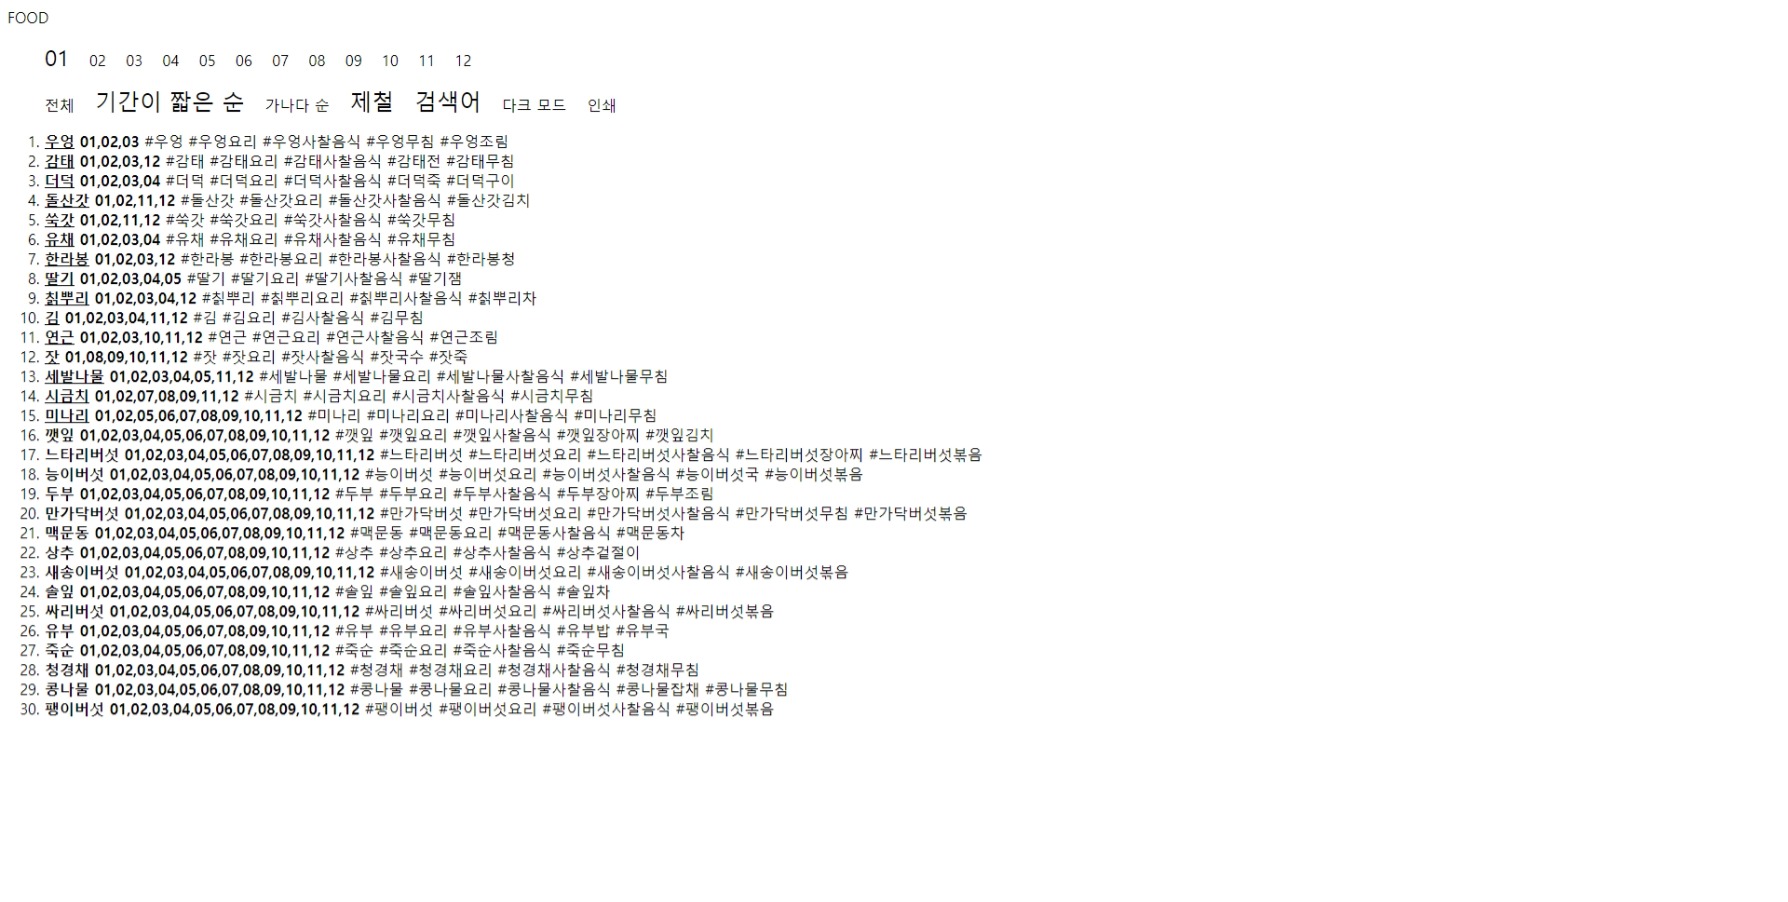 FOOD
01 02 03 04 05 06 07 08 09 10 11 12
전체 기간이 짧은 순 가나다 순 제철 검색어 다크 모드 인쇄
1. 우엉 01,02,03 #우엉 #우엉요리 #우엉사찰음식 #우엉무침 #우엉조림
2. 감태 01,02,03,12 #감태 #감태요리 #감태사찰음식 #감태전 #감태무침
3. 더덕 01,02,03,04 #더덕 #더덕요리 #더덕사찰음식 #더덕죽 #더덕구이
4. 돌산갓 01,02,11,12 #돌산갓 #돌산갓요리 #돌산갓사찰음식 #돌산갓김치
5. 쑥갓 01,02,11,12 #쑥갓 #쑥갓요리 #쑥갓사찰음식 #쑥갓무침
6. 유채 01,02,03,04 #유채 #유채요리 #유채사찰음식 #유채무침
7. 한라봉 01,02,03,12 #한라봉 #한라봉요리 #한라봉사찰음식 #한라봉청
8. 딸기 01,02,03,04,05 #딸기 #딸기요리 #딸기사찰음식 #딸기잼
9. 칡뿌리 01,02,03,04,12 #칡뿌리 #칡뿌리요리 #칡뿌리사찰음식 #칡뿌리차
10. 김 01,02,03,04,11,12 #김 #김요리 #김사찰음식 #김무침
11. 연근 01,02,03,10,11,12 #연근 #연근요리 #연근사찰음식 #연근조림
12. 잣 01,08,09,10,11,12 #잣 #잣요리 #잣사찰음식 #잣국수 #잣죽
13. 세발나물 01,02,03,04,05,11,12 #세발나물 #세발나물요리 #세발나물사찰음식 #세발나물무침
14. 시금치 01,02,07,08,09,11,12 #시금치 #시금치요리 #시금치사찰음식 #시금치무침
15. 미나리 01,02,05,06,07,08,09,10,11,12 #미나리 #미나리요리 #미나리사찰음식 #미나리무침
16. 깻잎 01,02,03,04,05,06,07,08,09,10,11,12 #깻잎 #깻잎요리 #깻잎사찰음식 #깻잎장아찌 #깻잎김치
17. 느타리버섯 01,02,03,04,05,06,07,08,09,10,11,12 #느타리버섯 #느타리버섯요리 #느타리버섯사찰음식 #느타리버섯장아찌 #느타리버섯볶음
18. 능이버섯 01,02,03,04,05,06,07,08,09,10,11,12 #능이버섯 #능이버섯요리 #능이버섯사찰음식 #능이버섯국 #능이버섯볶음
19. 두부 01,02,03,04,05,06,07,08,09,10,11,12 #두부 #두부요리 #두부사찰음식 #두부장아찌 #두부조림
20. 만가닥버섯 01,02,03,04,05,06,07,08,09,10,11,12 #만가닥버섯 #만가닥버섯요리 #만가닥버섯사찰음식 #만가닥버섯무침 #만가닥버섯볶음
21. 맥문동 01,02,03,04,05,06,07,08,09,10,11,12 #맥문동 #맥문동요리 #맥문동사찰음식 #맥문동차
22. 상추 01,02,03,04,05,06,07,08,09,10,11,12 #상추 #상추요리 #상추사찰음식 #상추겉절이
23. 새송이버섯 01,02,03,04,05,06,07,08,09,10,11,12 #새송이버섯 #새송이버섯요리 #새송이버섯사찰음식 #새송이버섯볶음
24. 솔잎 01,02,03,04,05,06,07,08,09,10,11,12 #솔잎 #솔잎요리 #솔잎사찰음식 #솔잎차
25. 싸리버섯 01,02,03,04,05,06,07,08,09,10,11,12 #싸리버섯 #싸리버섯요리 #싸리버섯사찰음식 #싸리버섯볶음
26. 유부 01,02,03,04,05,06,07,08,09,10,11,12 #유부 #유부요리 #유부사찰음식 #유부밥 #유부국
27. 죽순 01,02,03,04,05,06,07,08,09,10,11,12 #죽순 #죽순요리 #죽순사찰음식 #죽순무침
28. 청경채 01,02,03,04,05,06,07,08,09,10,11,12 #청경채 #청경채요리 #청경채사찰음식 #청경채무침
29. 콩나물 01,02,03,04,05,06,07,08,09,10,11,12 #콩나물 #콩나물요리 #콩나물사찰음식 #콩나물잡채 #콩나물무침
30. 팽이버섯 01,02,03,04,05,06,07,08,09,10,11,12 #팽이버섯 #팽이버섯요리 #팽이버섯사찰음식 #팽이버섯볶음